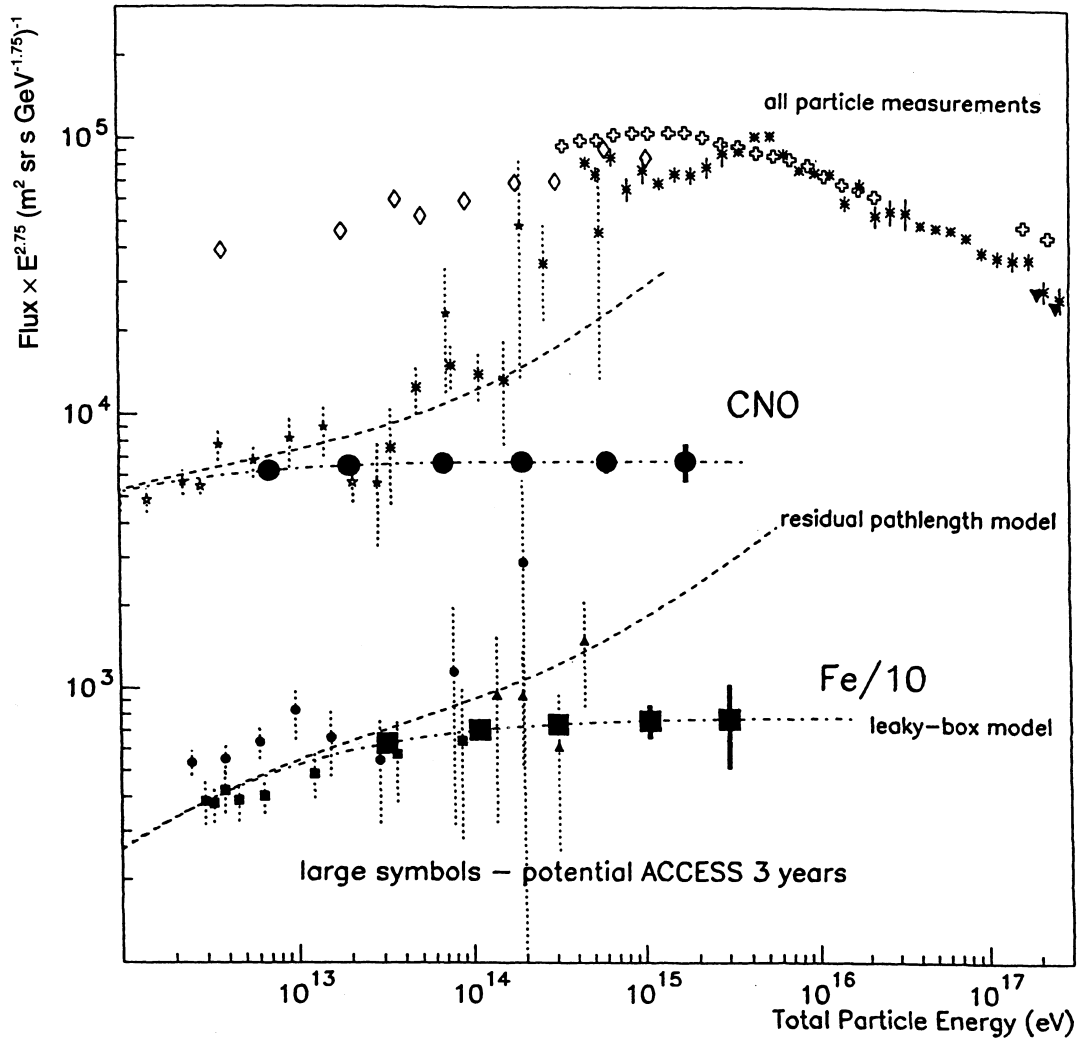 Flux × E^2.75 (m² sr s GeV^-1.75)^-1
all particle measurements
10^5
CNO
10^4
residual pathlength model
Fe/10
10^3
leaky-box model
large symbols – potential ACCESS 3 years
10^13 10^14 10^15 10^16 10^17
Total Particle Energy (eV)